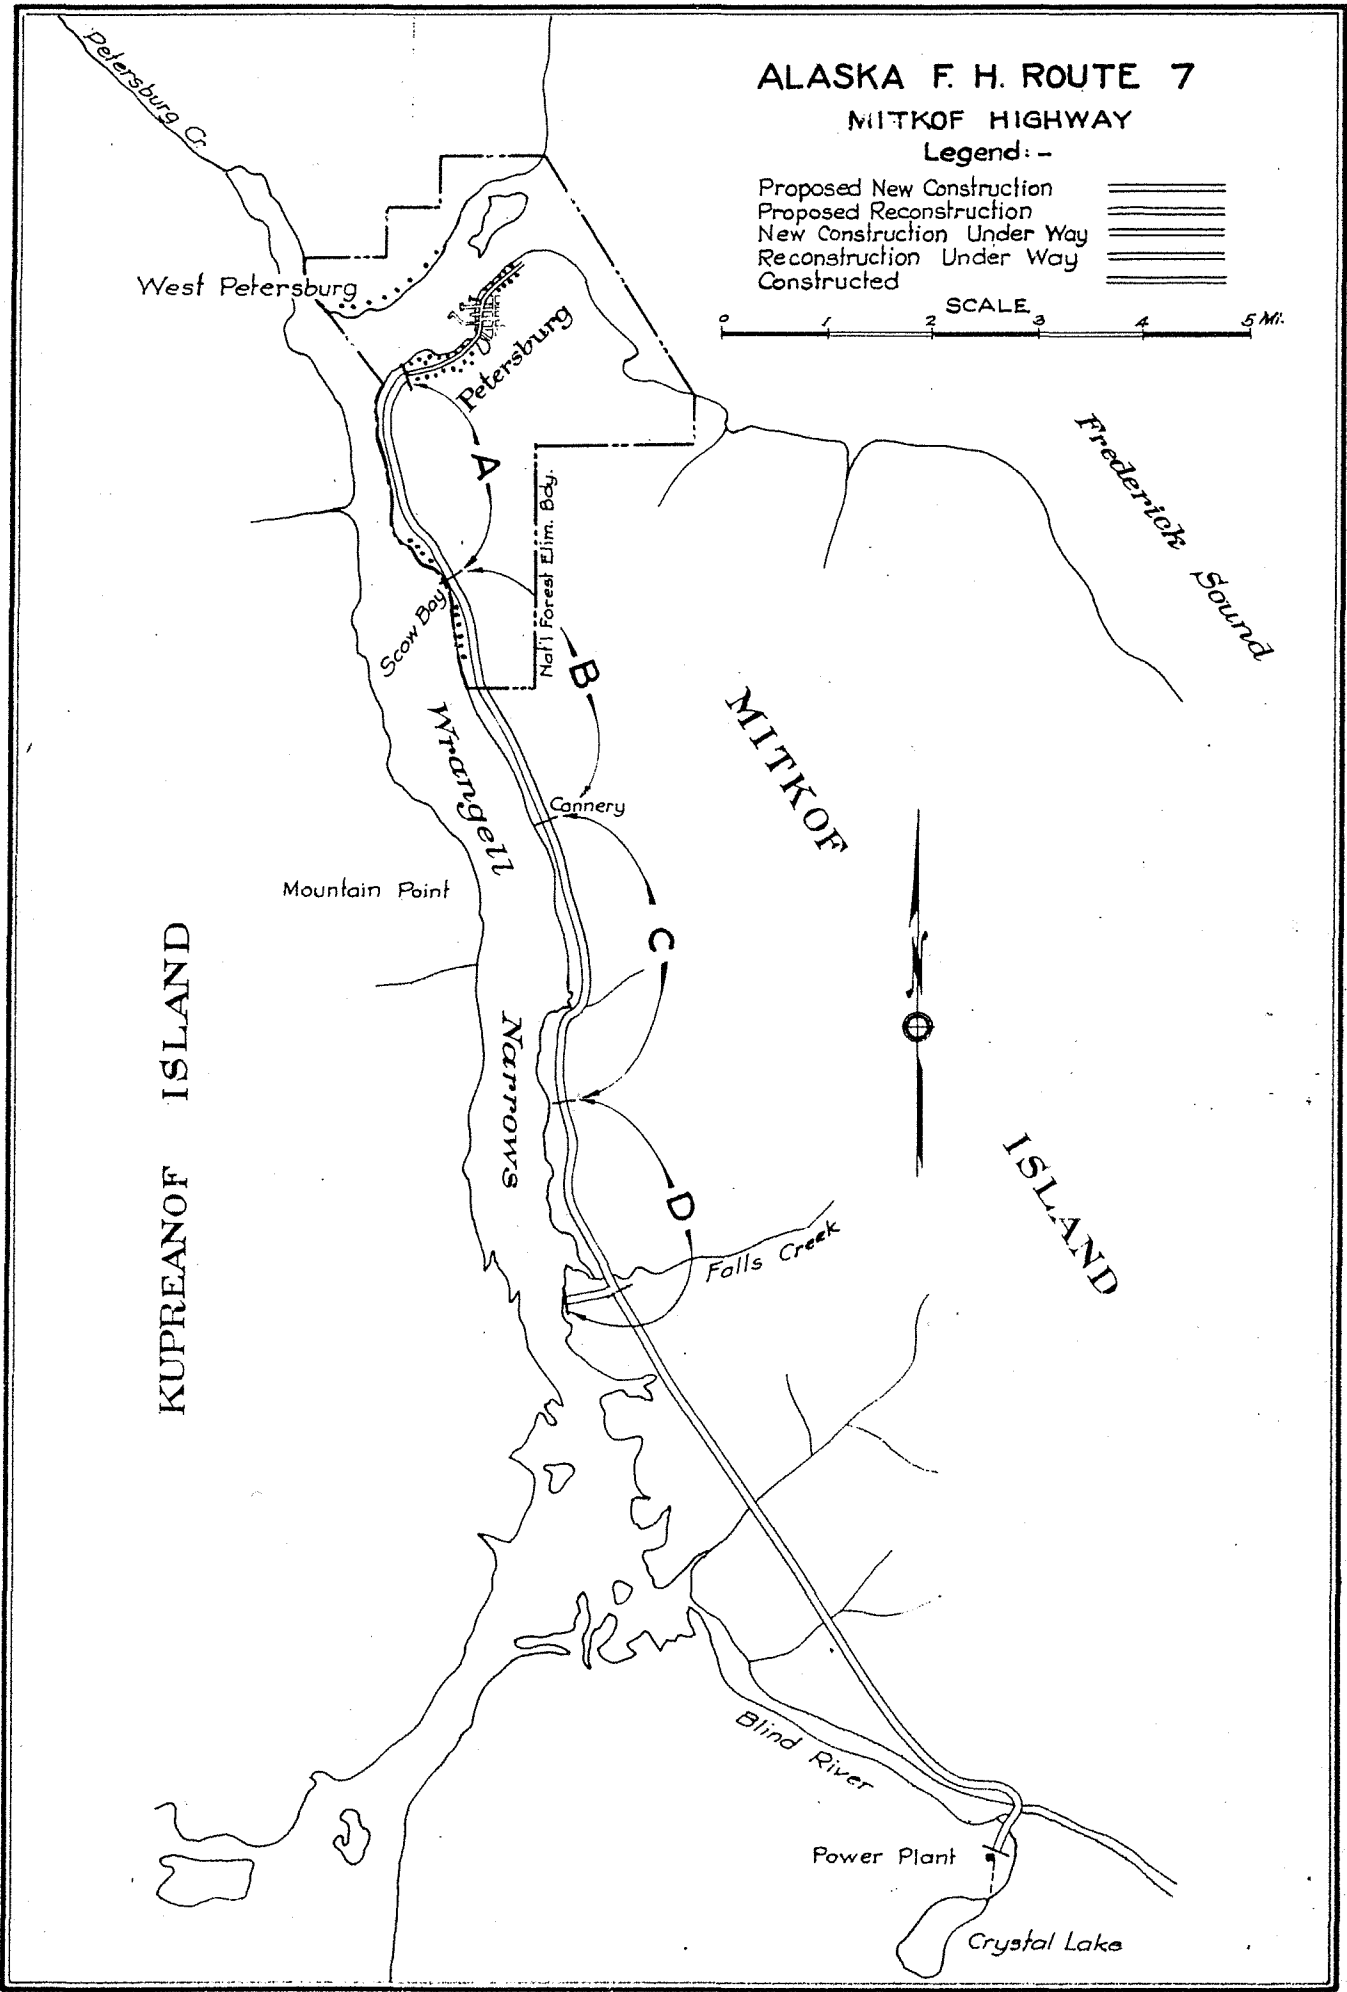 ALASKA F. H. ROUTE 7
MITKOF HIGHWAY
Legend: -
Proposed New Construction
Proposed Reconstruction
New Construction Under Way
Reconstruction Under Way
Constructed
SCALE
0 1 2 3 4 5 Mi.
Petersburg Cr.
West Petersburg
Petersburg
Frederick Sound
A
Nat'l Forest Elim. Bdy.
Scow Bay
B
Wrangell
Narrows
MITKOF
ISLAND
Cannery
Mountain Point
C
N
KUPREANOF ISLAND
D
Falls Creek
Blind River
Power Plant
Crystal Lake